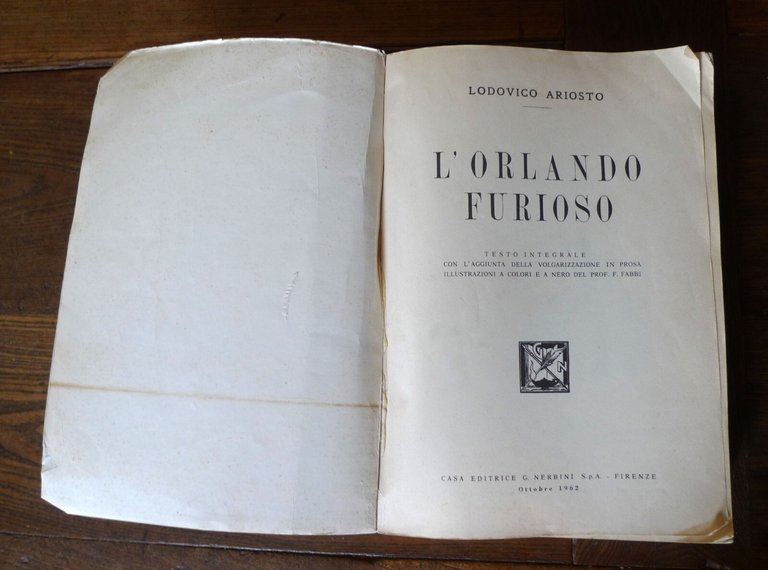 LODOVICO ARIOSTO
L'ORLANDO
FURIOSO
TESTO INTEGRALE
CON L'AGGIUNTA DELLA VOLGARIZZAZIONE IN PROSA
ILLUSTRAZIONI A COLORI E A NERO DEL PROF. F. FABBI
G
N
CASA EDITRICE G. NERBINI S.p.A. - FIRENZE
Ottobre 1962